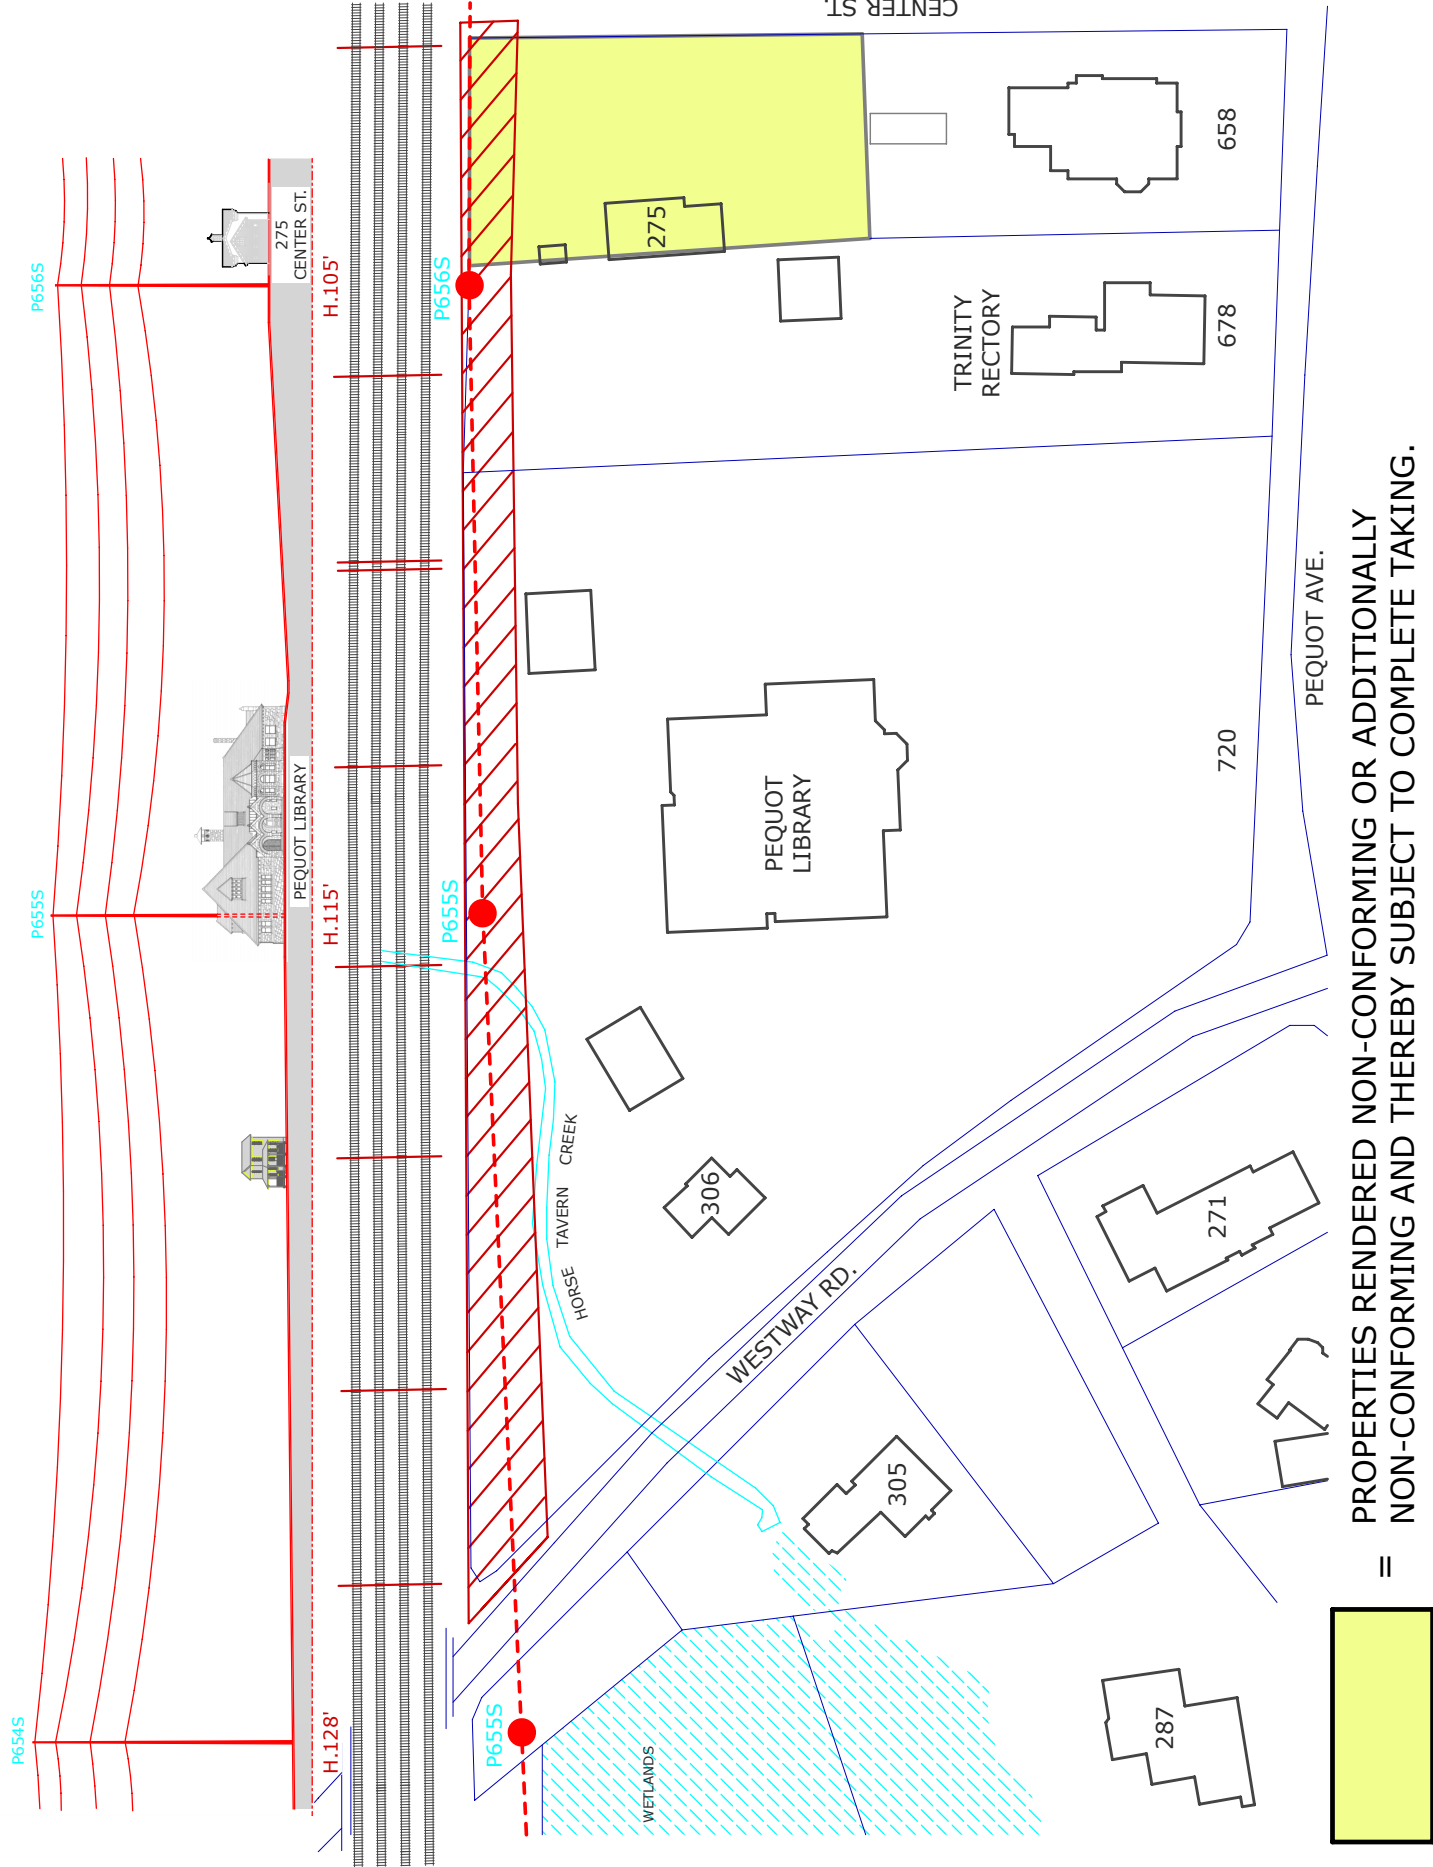 P654S
P655S
P656S
PEQUOT LIBRARY
275
CENTER ST.
H.128'
H.115'
H.105'
P655S
P655S
P656S
CENTER ST.
HORSE TAVERN CREEK
WETLANDS
WESTWAY RD.
306
305
PEQUOT
LIBRARY
275
TRINITY
RECTORY
287
271
720
678
658
PEQUOT AVE.
= PROPERTIES RENDERED NON-CONFORMING OR ADDITIONALLY
NON-CONFORMING AND THEREBY SUBJECT TO COMPLETE TAKING.